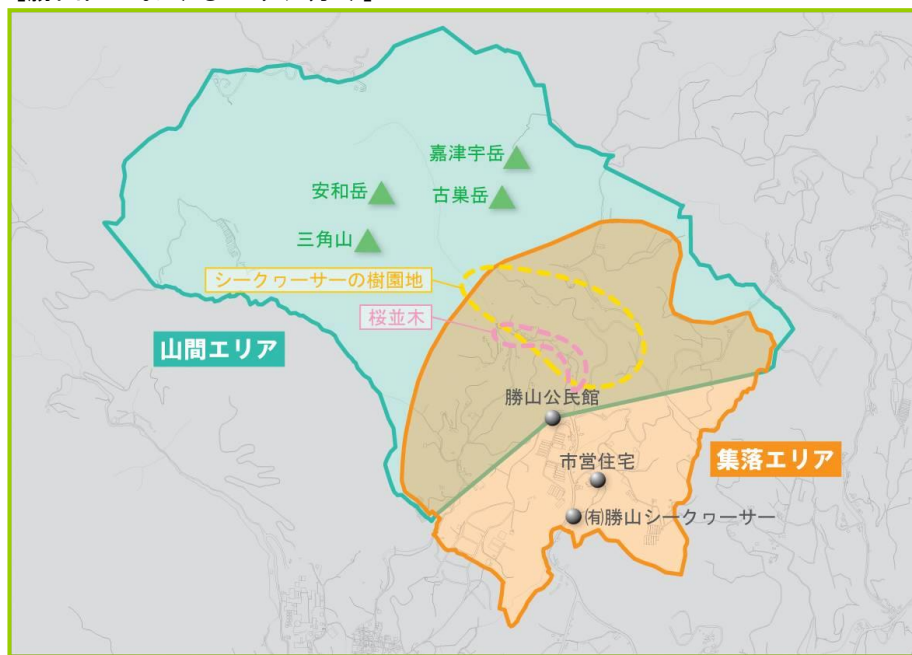 嘉津宇岳
安和岳
古巣岳
三角山
シークヮーサーの樹園地
桜並木
山間エリア
勝山公民館
市営住宅
集落エリア
㈲勝山シークヮーサー